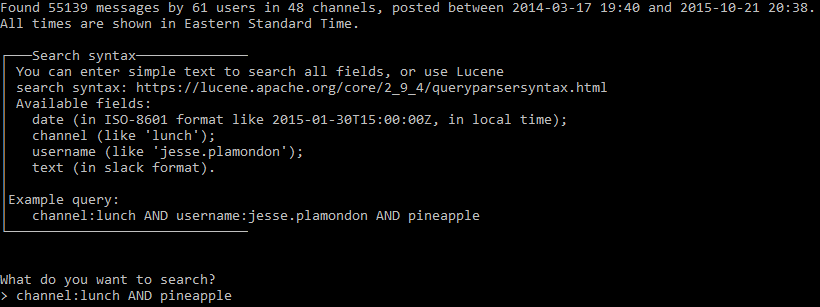 Found 55139 messages by 61 users in 48 channels, posted between 2014-03-17 19:40 and 2015-10-21 20:38.
All times are shown in Eastern Standard Time.
Search syntax
You can enter simple text to search all fields, or use Lucene
search syntax: https://lucene.apache.org/core/2_9_4/queryparsersyntax.html
Available fields:
date (in ISO-8601 format like 2015-01-30T15:00:00Z, in local time);
channel (like 'lunch');
username (like 'jesse.plamondon');
text (in slack format).
Example query:
channel:lunch AND username:jesse.plamondon AND pineapple
What do you want to search?
> channel:lunch AND pineapple